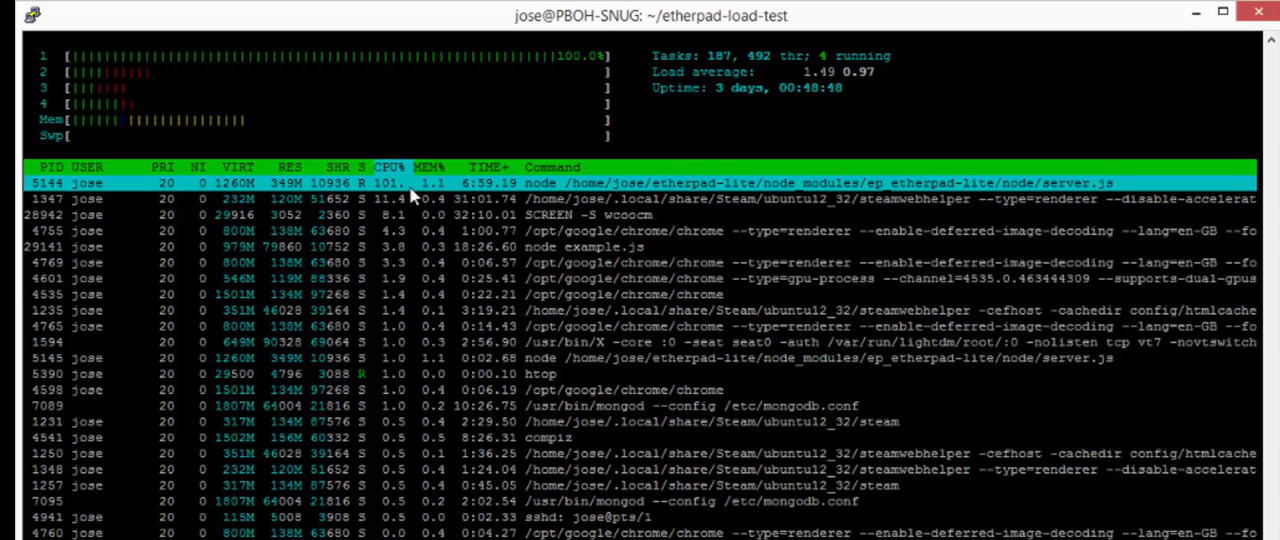 jose@PBOH-SNUG: ~/etherpad-load-test
1 [100.0%] Tasks: 187, 492 thr; 4 running
2 [ ] Load average: 1.49 0.97
3 [ ] Uptime: 3 days, 00:48:48
4 [ ]
Mem[ ]
Swp[ ]
PID USER PRI NI VIRT RES SHR S CPU% MEM% TIME+ Command
5144 jose 20 0 1260M 349M 10936 R 101. 1.1 6:59.19 node /home/jose/etherpad-lite/node_modules/ep_etherpad-lite/node/server.js
1347 jose 20 0 232M 120M 51652 S 11.4 0.4 31:01.74 /home/jose/.local/share/Steam/ubuntu12_32/steamwebhelper --type=renderer --disable-accelerat
28942 jose 20 0 29916 3052 2360 S 8.1 0.0 32:10.01 SCREEN -S wcoocm
4755 jose 20 0 800M 138M 63680 S 4.3 0.4 1:00.77 /opt/google/chrome/chrome --type=renderer --enable-deferred-image-decoding --lang=en-GB --fo
29141 jose 20 0 979M 79860 10752 S 3.8 0.3 18:26.60 node example.js
4769 jose 20 0 800M 138M 63680 S 3.3 0.4 0:06.57 /opt/google/chrome/chrome --type=renderer --enable-deferred-image-decoding --lang=en-GB --fo
4601 jose 20 0 546M 119M 88336 S 1.9 0.4 0:25.41 /opt/google/chrome/chrome --type=gpu-process --channel=4535.0.463444309 --supports-dual-gpus
4535 jose 20 0 1501M 134M 97268 S 1.4 0.4 0:22.21 /opt/google/chrome/chrome
1235 jose 20 0 351M 46028 39164 S 1.4 0.1 3:19.21 /home/jose/.local/share/Steam/ubuntu12_32/steamwebhelper -cefhost -cachedir config/htmlcache
4765 jose 20 0 800M 138M 63680 S 1.0 0.4 0:14.43 /opt/google/chrome/chrome --type=renderer --enable-deferred-image-decoding --lang=en-GB --fo
1594 20 0 649M 90328 69064 S 1.0 0.3 2:56.90 /usr/bin/X -core :0 -seat seat0 -auth /var/run/lightdm/root/:0 -nolisten tcp vt7 -novtswitch
5145 jose 20 0 1260M 349M 10936 S 1.0 1.1 0:02.68 node /home/jose/etherpad-lite/node_modules/ep_etherpad-lite/node/server.js
5390 jose 20 0 29500 4796 3088 R 1.0 0.0 0:00.10 htop
4598 jose 20 0 1501M 134M 97268 S 1.0 0.4 0:06.19 /opt/google/chrome/chrome
7089 20 0 1807M 64004 21816 S 1.0 0.2 10:26.75 /usr/bin/mongod --config /etc/mongodb.conf
1231 jose 20 0 317M 134M 87576 S 0.5 0.4 2:29.50 /home/jose/.local/share/Steam/ubuntu12_32/steam
4541 jose 20 0 1502M 156M 60332 S 0.5 0.5 8:26.31 compiz
1250 jose 20 0 351M 46028 39164 S 0.5 0.1 1:36.25 /home/jose/.local/share/Steam/ubuntu12_32/steamwebhelper -cefhost -cachedir config/htmlcache
1348 jose 20 0 232M 120M 51652 S 0.5 0.4 1:24.04 /home/jose/.local/share/Steam/ubuntu12_32/steamwebhelper --type=renderer --disable-accelerat
1257 jose 20 0 317M 134M 87576 S 0.5 0.4 0:45.05 /home/jose/.local/share/Steam/ubuntu12_32/steam
7095 20 0 1807M 64004 21816 S 0.5 0.2 2:02.54 /usr/bin/mongod --config /etc/mongodb.conf
4941 jose 20 0 115M 5008 3908 S 0.5 0.0 0:02.33 sshd: jose@pts/1
4760 jose 20 0 800M 138M 63680 S 0.5 0.4 0:04.27 /opt/google/chrome/chrome --type=renderer --enable-deferred-image-decoding --lang=en-GB --fo